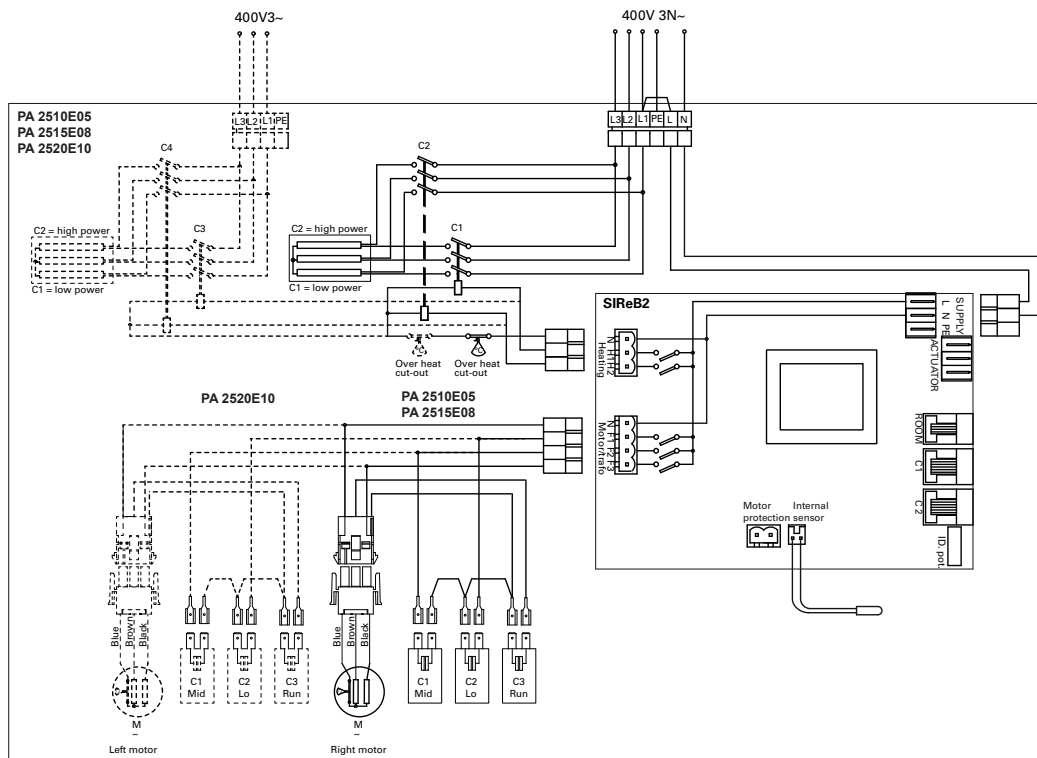 400V3~
400V 3N~
PA 2510E05
PA 2515E08
PA 2520E10
L3 L2 L1 PE
L3 L2 L1 PE L N
C4
C2
C3
C1
C2 = high power
C1 = low power
C2 = high power
C1 = low power
SIReB2
L N PE
SUPPLY
ACTUATOR
N H1 H2
Heating
°C
Over heat
cut-out
°C
Over heat
cut-out
PA 2520E10
PA 2510E05
PA 2515E08
N F1 F2 F3
Motor/trafo
ROOM
C1
C 2
ID. pot.
Motor
protection
Internal
sensor
Blue
Brown
Black
C1
Mid
C2
Lo
C3
Run
Blue
Brown
Black
C1
Mid
C2
Lo
C3
Run
M
~
Left motor
M
~
Right motor